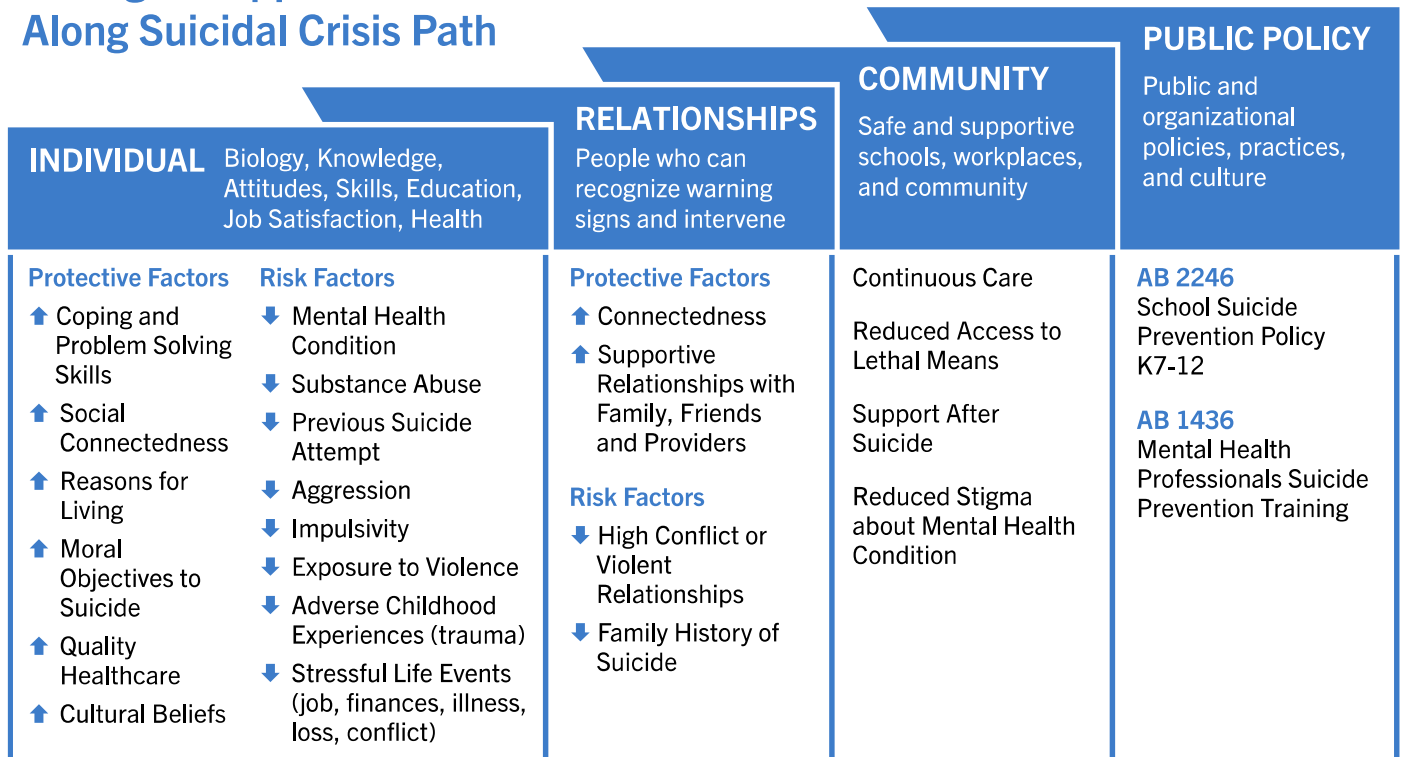 Along Suicidal Crisis Path
INDIVIDUAL
Biology, Knowledge,
Attitudes, Skills, Education,
Job Satisfaction, Health
Protective Factors
Coping and
Problem Solving
Skills
Social
Connectedness
Reasons for
Living
Moral
Objectives to
Suicide
Quality
Healthcare
Cultural Beliefs
Risk Factors
Mental Health
Condition
Substance Abuse
Previous Suicide
Attempt
Aggression
Impulsivity
Exposure to Violence
Adverse Childhood
Experiences (trauma)
Stressful Life Events
(job, finances, illness,
loss, conflict)
RELATIONSHIPS
People who can
recognize warning
signs and intervene
Protective Factors
Connectedness
Supportive
Relationships with
Family, Friends
and Providers
Risk Factors
High Conflict or
Violent
Relationships
Family History of
Suicide
COMMUNITY
Safe and supportive
schools, workplaces,
and community
Continuous Care
Reduced Access to
Lethal Means
Support After
Suicide
Reduced Stigma
about Mental Health
Condition
PUBLIC POLICY
Public and
organizational
policies, practices,
and culture
AB 2246
School Suicide
Prevention Policy
K7-12
AB 1436
Mental Health
Professionals Suicide
Prevention Training